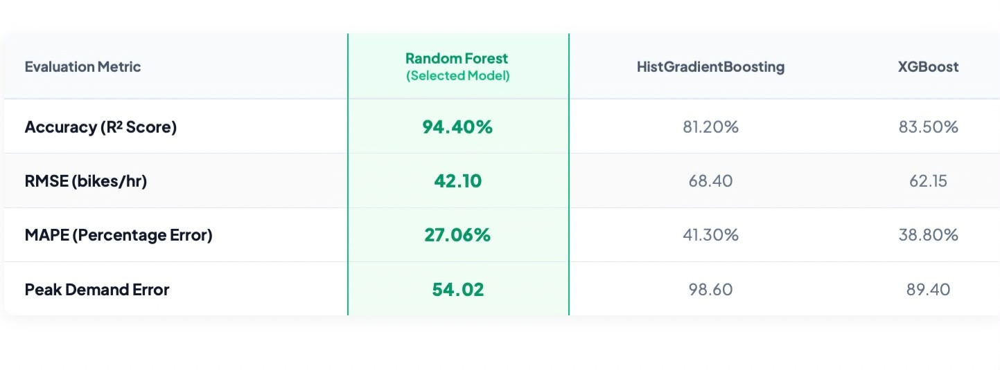 Evaluation Metric Random Forest (Selected Model) HistGradientBoosting XGBoost
Accuracy (R² Score) 94.40% 81.20% 83.50%
RMSE (bikes/hr) 42.10 68.40 62.15
MAPE (Percentage Error) 27.06% 41.30% 38.80%
Peak Demand Error 54.02 98.60 89.40